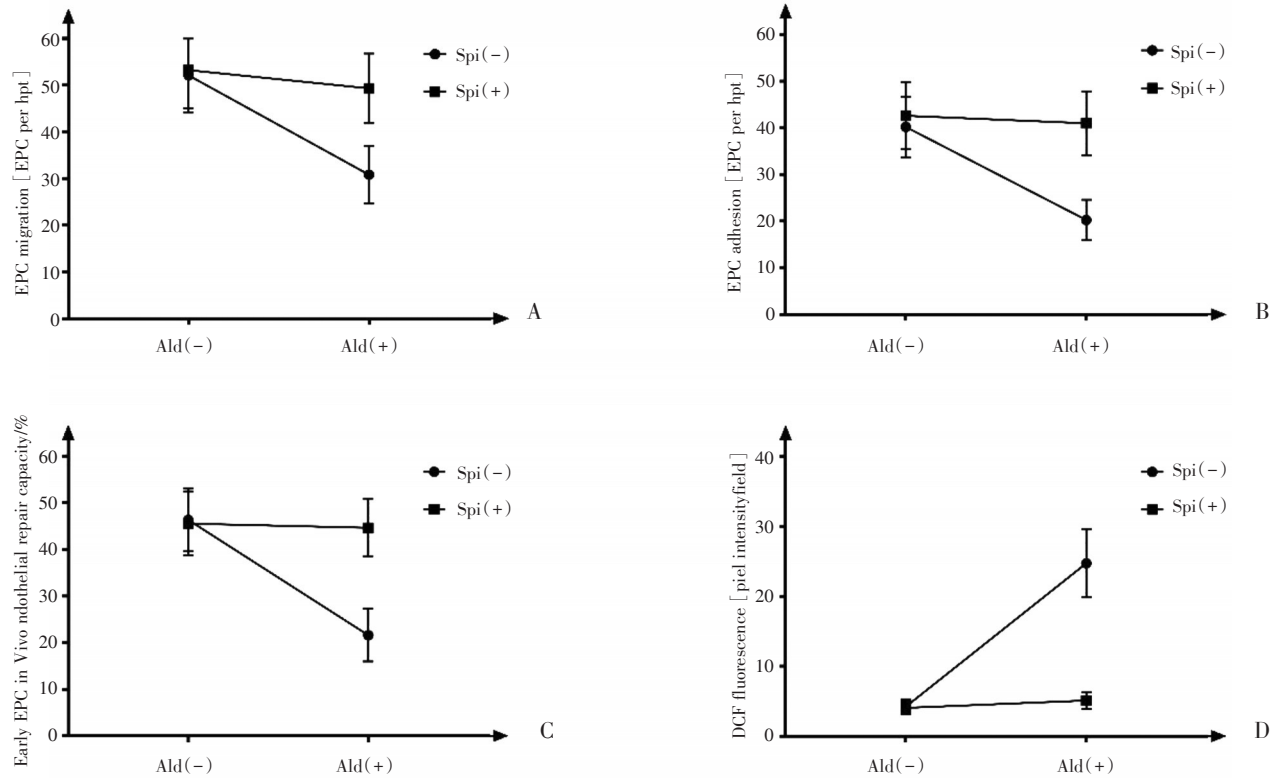 EPC migration [ EPC per hpt]
60
50
40
30
20
10
0
Ald(-)
Ald(+)
Spi(-)
Spi(+)
A
EPC adhesion [ EPC per hpt]
60
50
40
30
20
10
0
Ald(-)
Ald(+)
Spi(-)
Spi(+)
B
Early EPC in Vivo ndothelial repair capacity/%
60
50
40
30
20
10
0
Ald(-)
Ald(+)
Spi(-)
Spi(+)
C
DCF fluorescence [ piel intensityfield ]
40
30
20
10
0
Ald(-)
Ald(+)
Spi(-)
Spi(+)
D